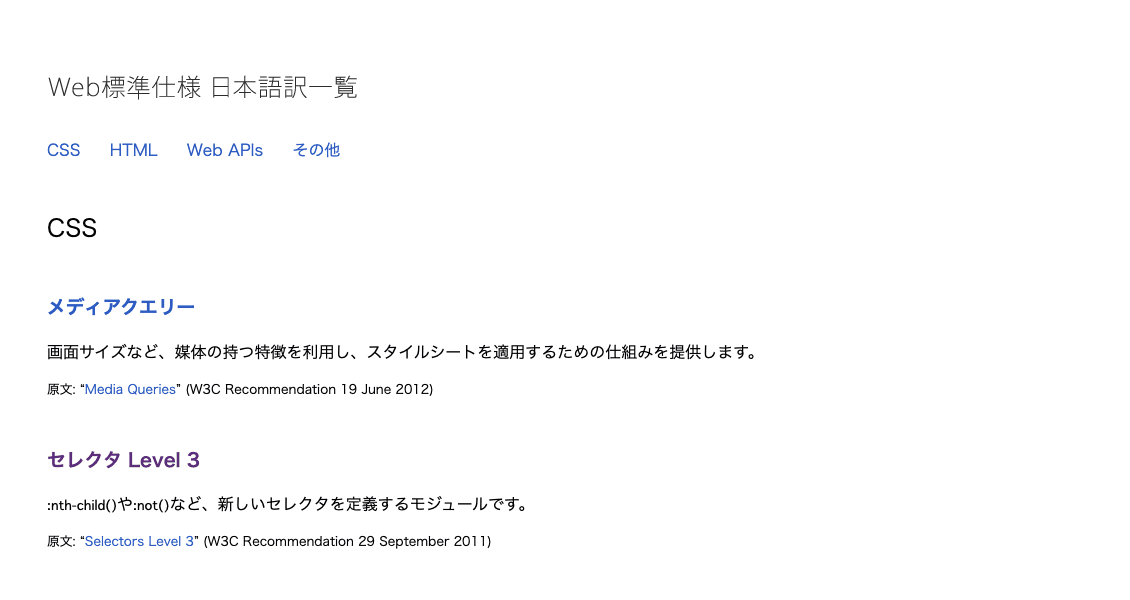 Web標準仕様 日本語訳一覧
CSS HTML Web APIs その他
CSS
メディアクエリー
画面サイズなど、媒体の持つ特徴を利用し、スタイルシートを適用するための仕組みを提供します。
原文: “Media Queries” (W3C Recommendation 19 June 2012)
セレクタ Level 3
:nth-child()や:not()など、新しいセレクタを定義するモジュールです。
原文: “Selectors Level 3” (W3C Recommendation 29 September 2011)